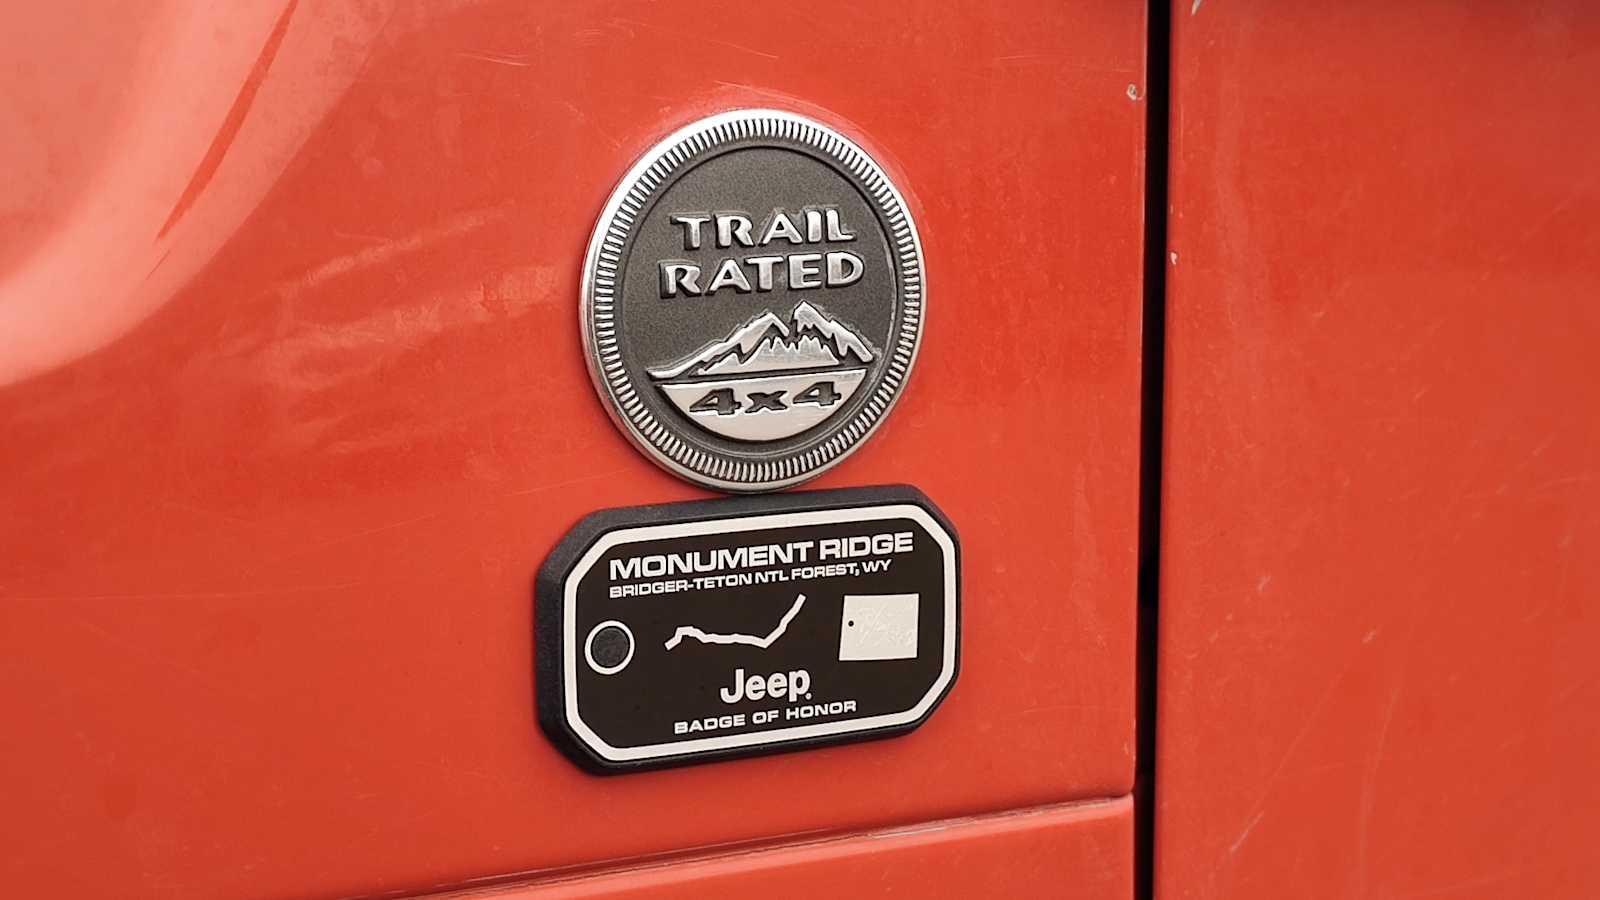 TRAIL
RATED
4x4
MONUMENT RIDGE
BRIDGER-TETON NTL FOREST, WY
Jeep®
BADGE OF HONOR